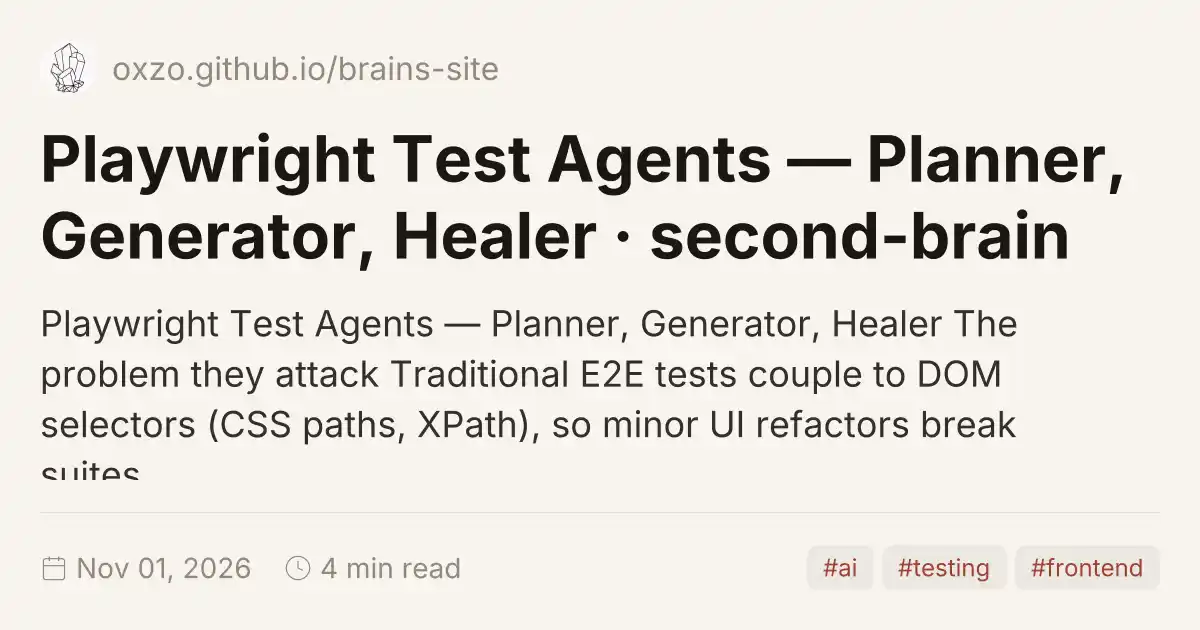 oxzo.github.io/brains-site
Playwright Test Agents — Planner,
Generator, Healer · second-brain
Playwright Test Agents — Planner, Generator, Healer The
problem they attack Traditional E2E tests couple to DOM
selectors (CSS paths, XPath), so minor UI refactors break
suites
Nov 01, 2026
4 min read
#ai
#testing
#frontend